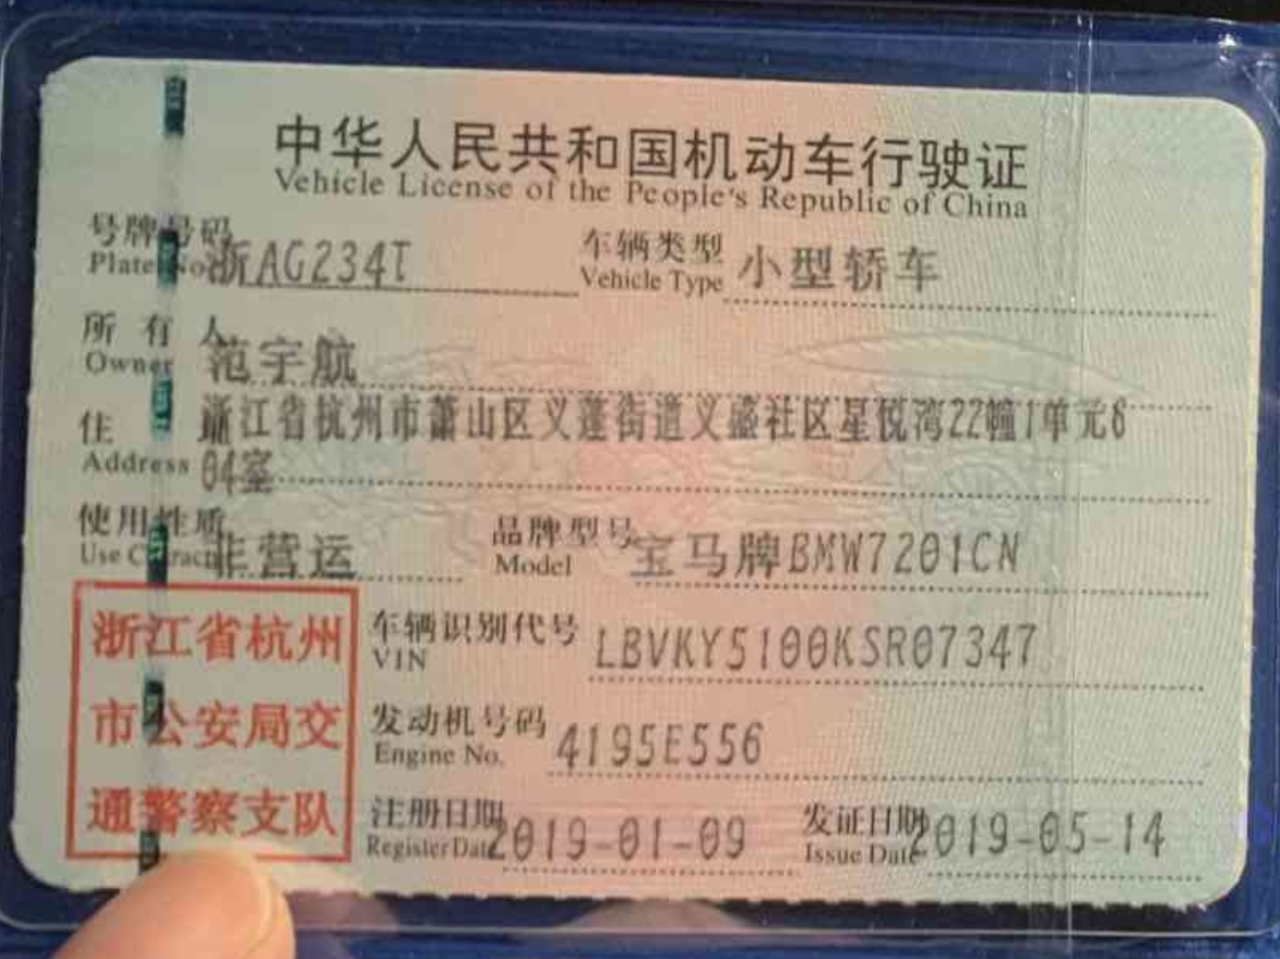 中华人民共和国机动车行驶证
Vehicle License of the People's Republic of China
号牌号码 浙AG234T 车辆类型 小型轿车
Plate No. Vehicle Type
所有人 范宇航
Owner
住址 浙江省杭州市萧山区义蓬街道义盛社区星悦湾22幢1单元6
Address 04室
使用性质 非营运 品牌型号 宝马牌BMW7201CN
Use Character Model
浙江省杭州
市公安局交
通警察支队
车辆识别代号 LBVKY5100KSR07347
VIN
发动机号码 4195E556
Engine No.
注册日期 2019-01-09 发证日期 2019-05-14
Register Date Issue Date